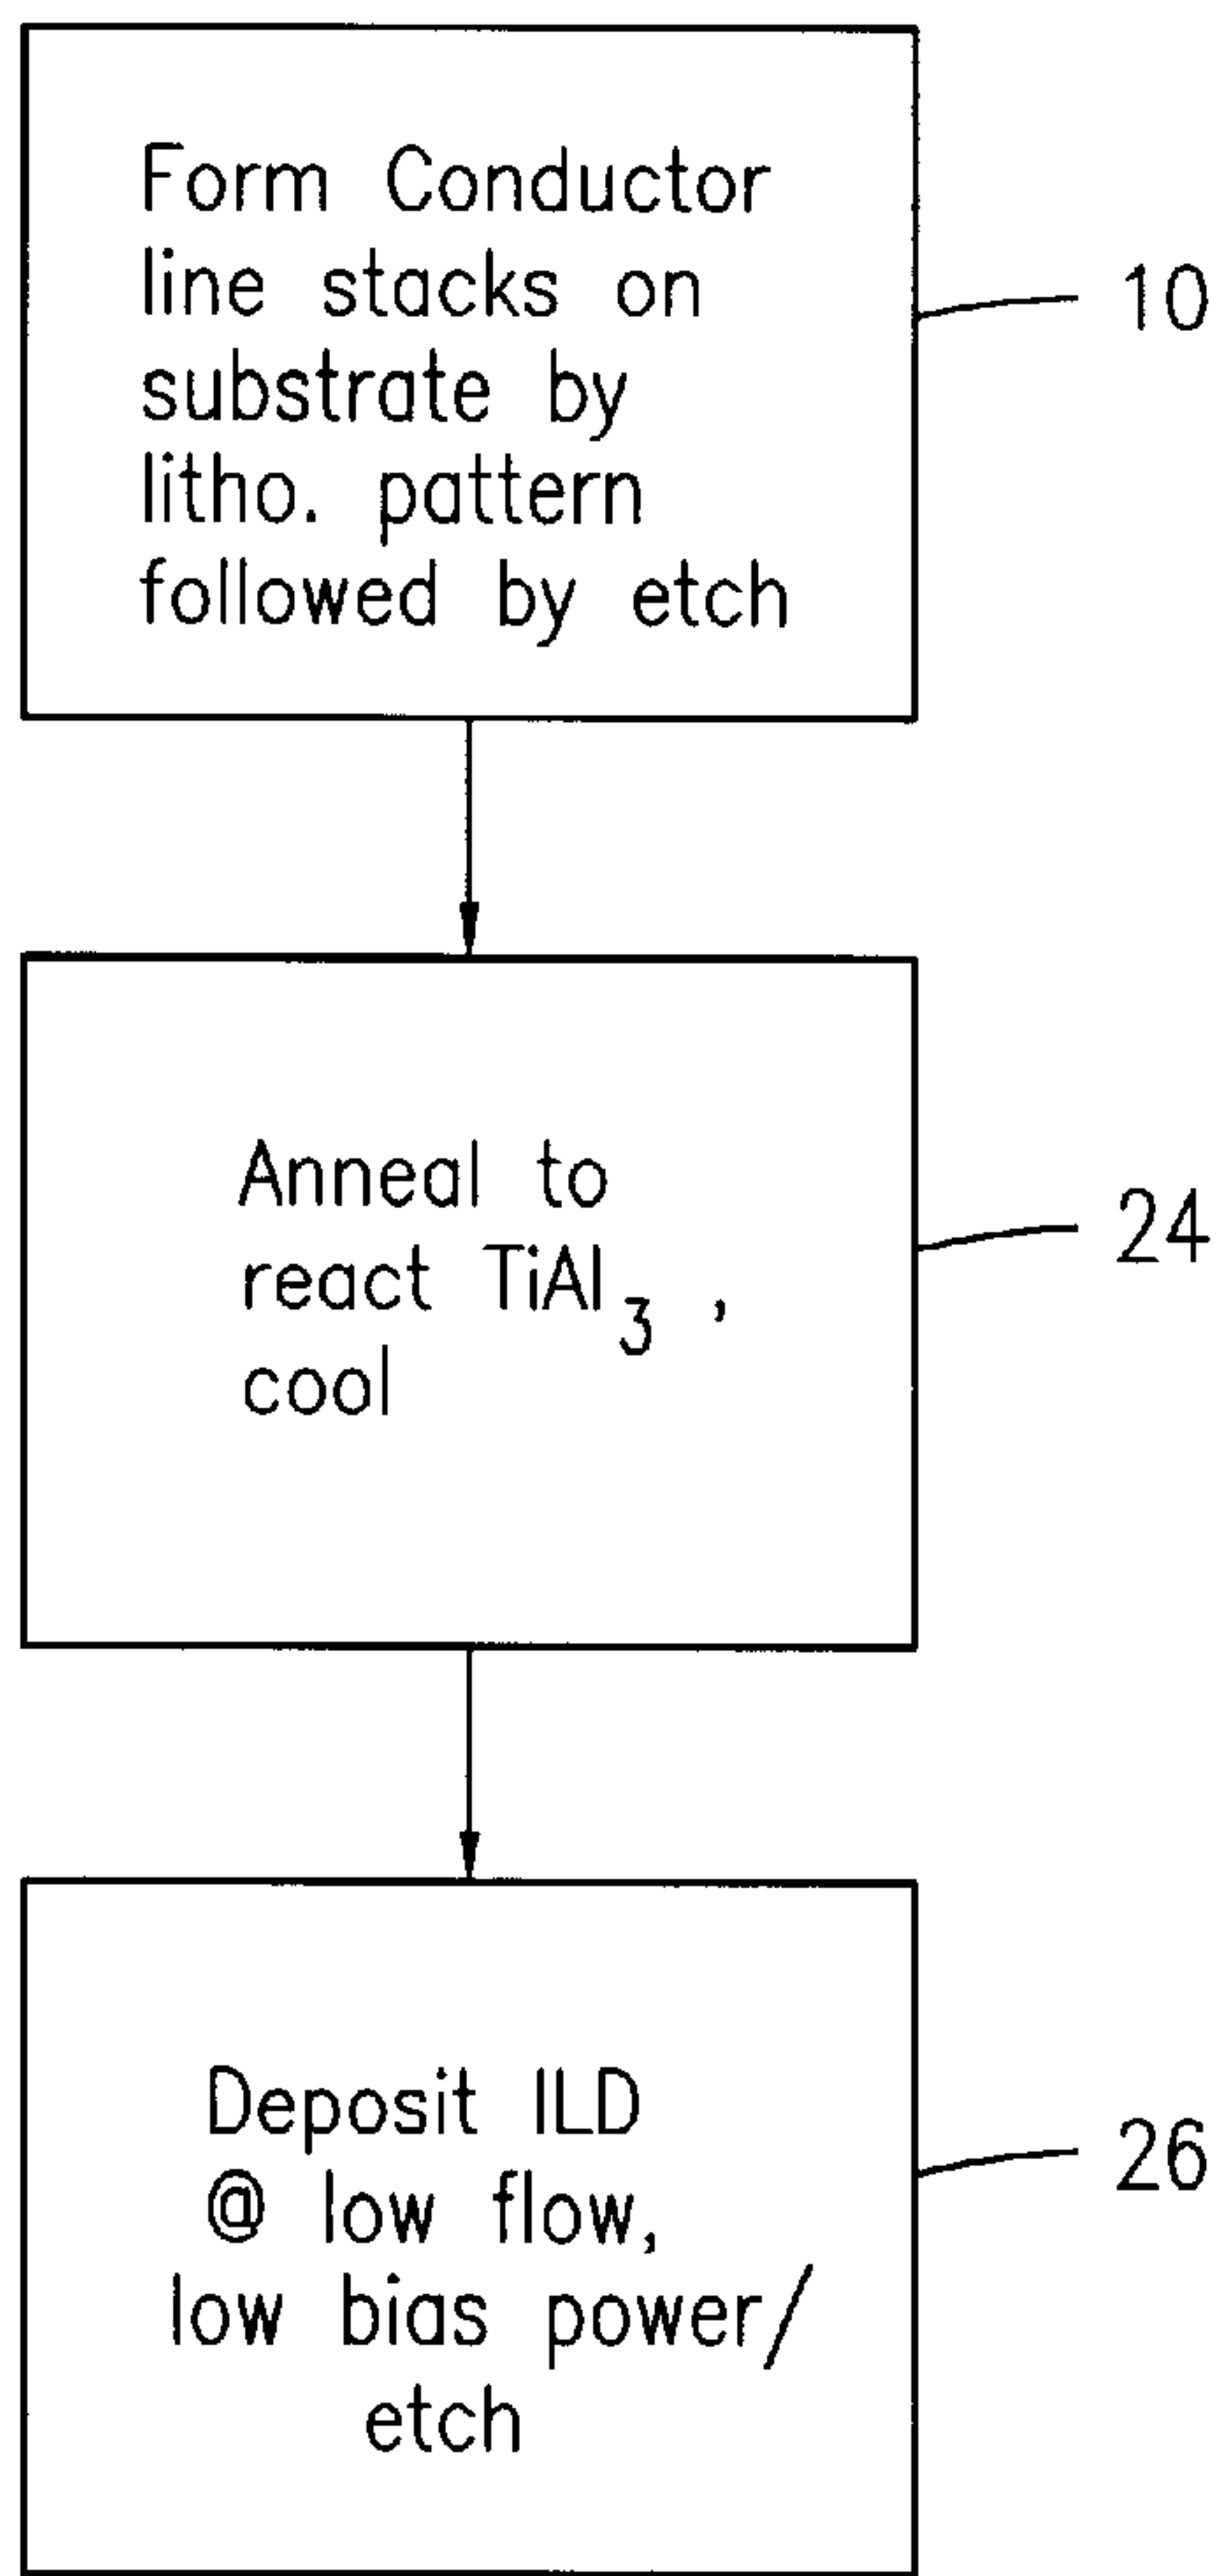 Form Conductor
line stacks on
substrate by
litho. pattern
followed by etch
10
Anneal to
react TiAl₃ ,
cool
24
Deposit ILD
@ low flow,
low bias power/
etch
26